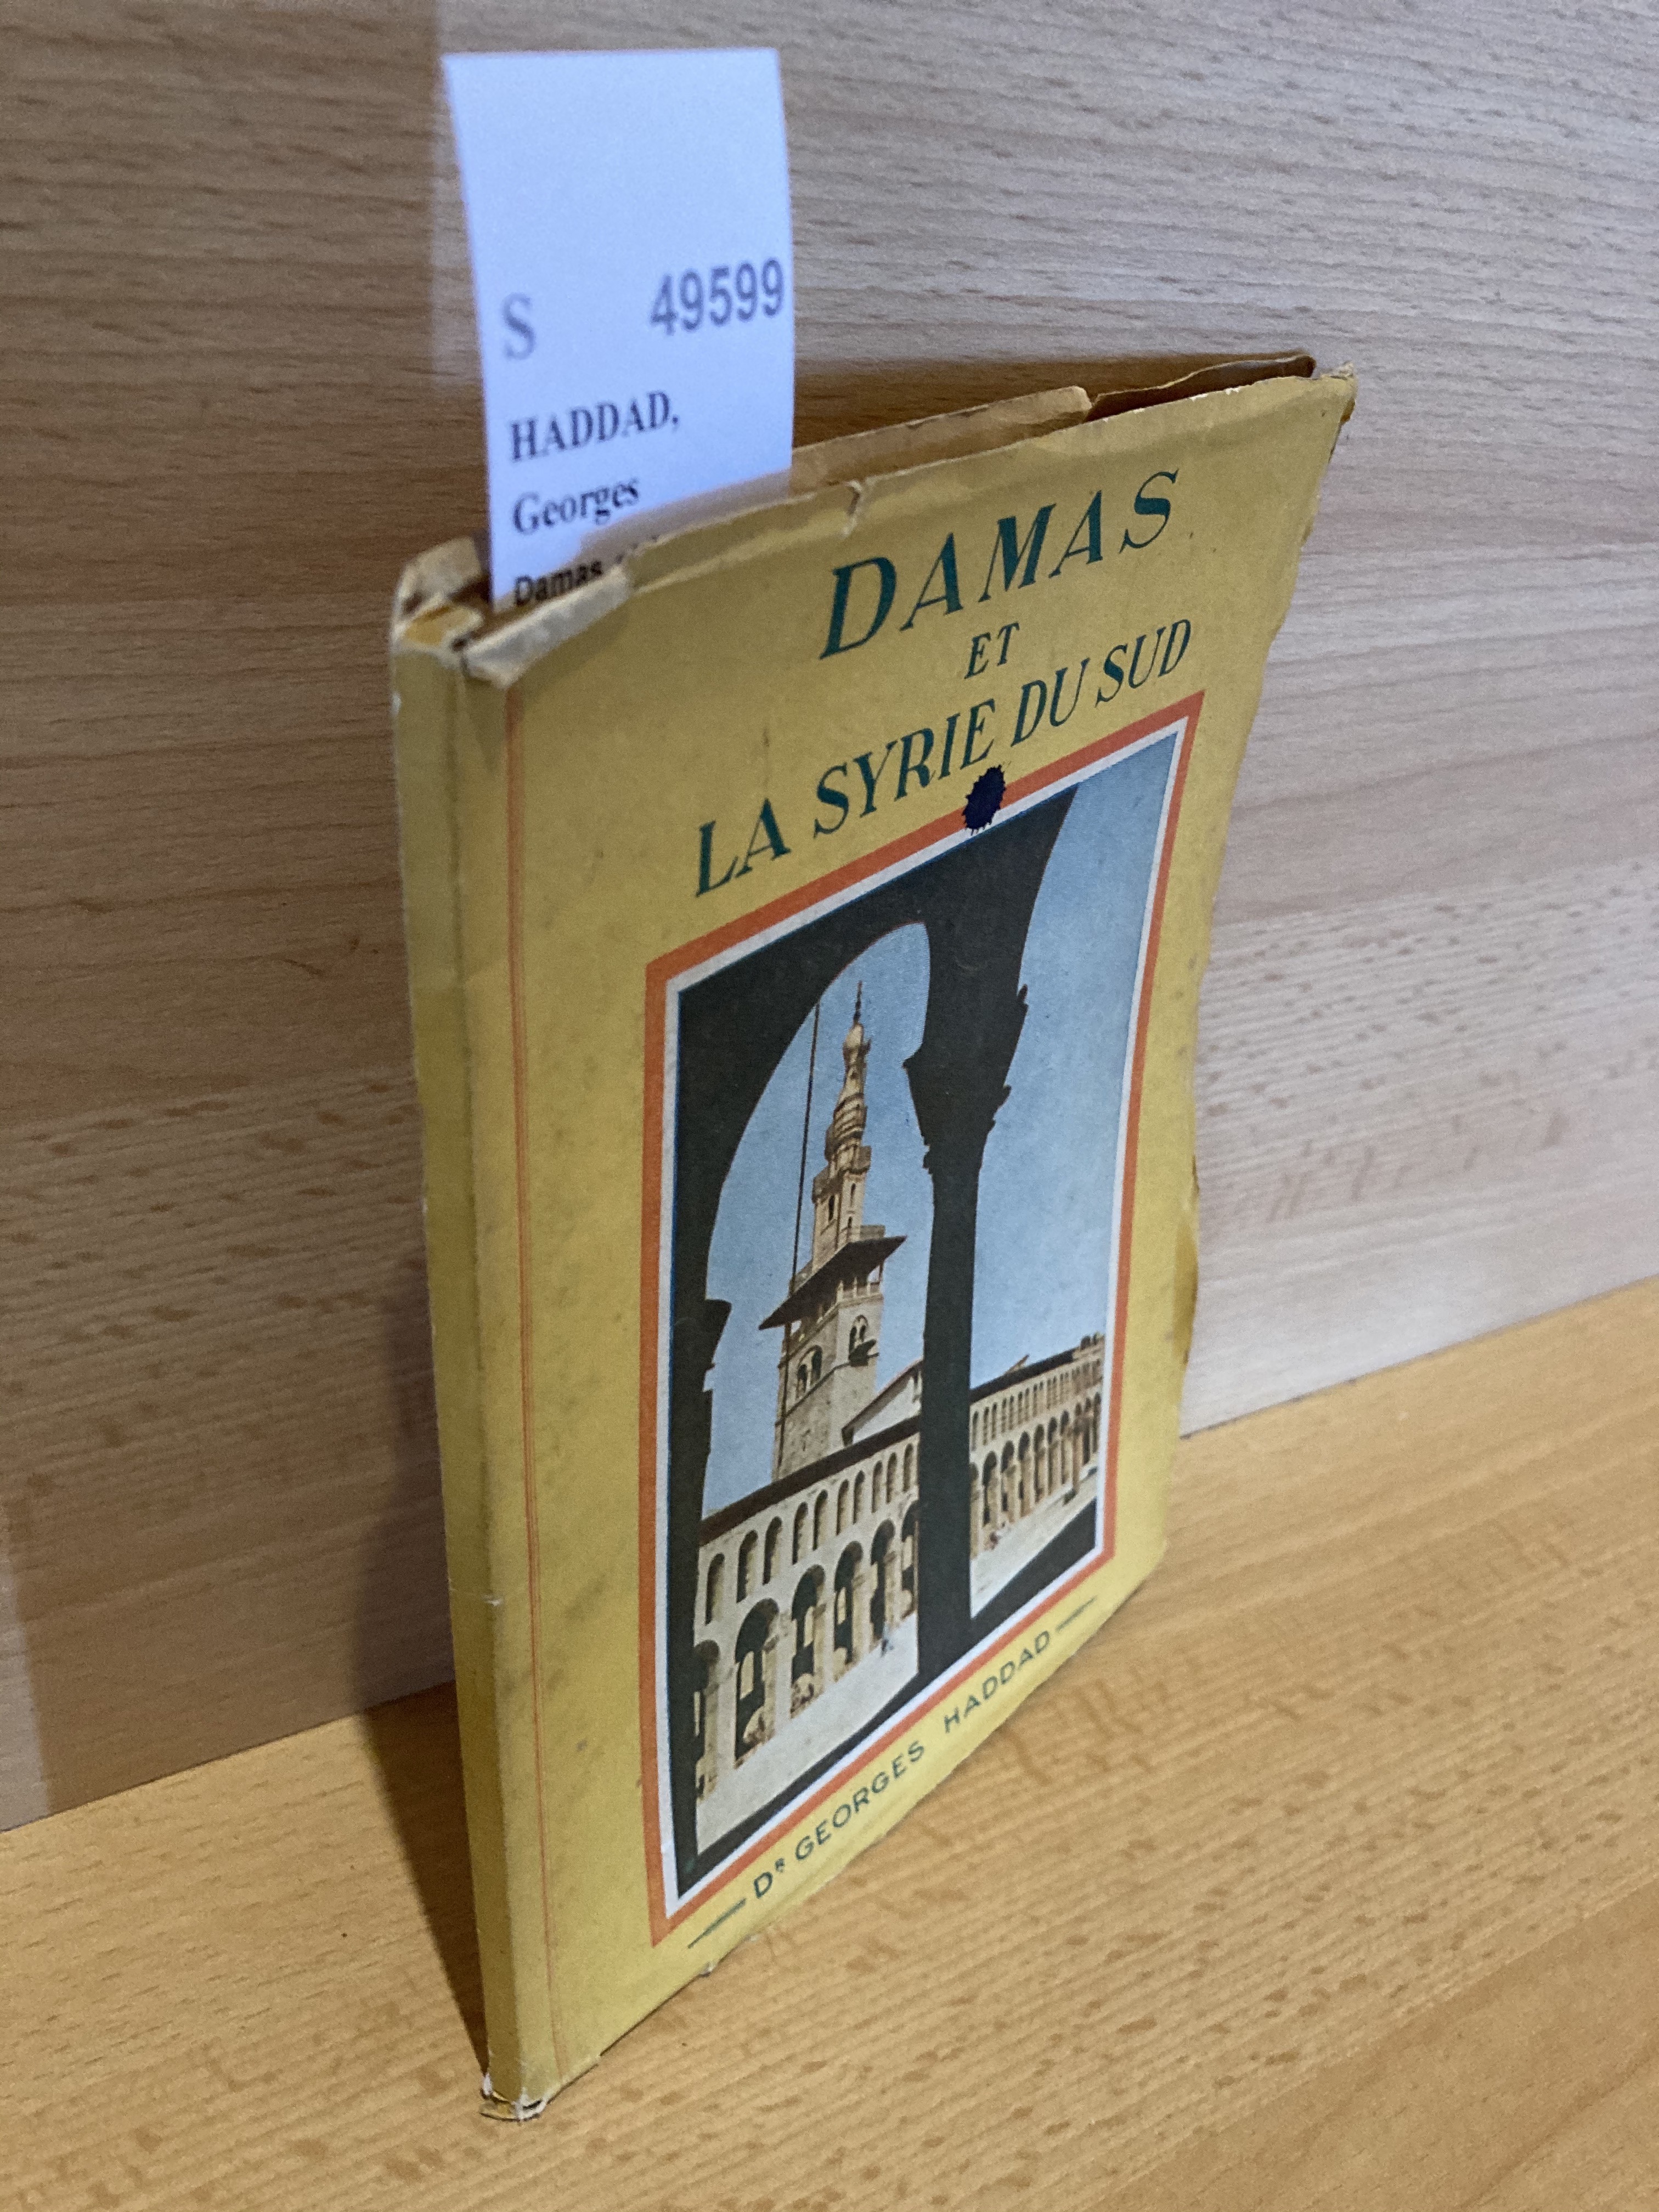 S 49599
HADDAD,
Georges
Damas
DAMAS
ET
LA SYRIE DU SUD
DR GEORGES HADDAD